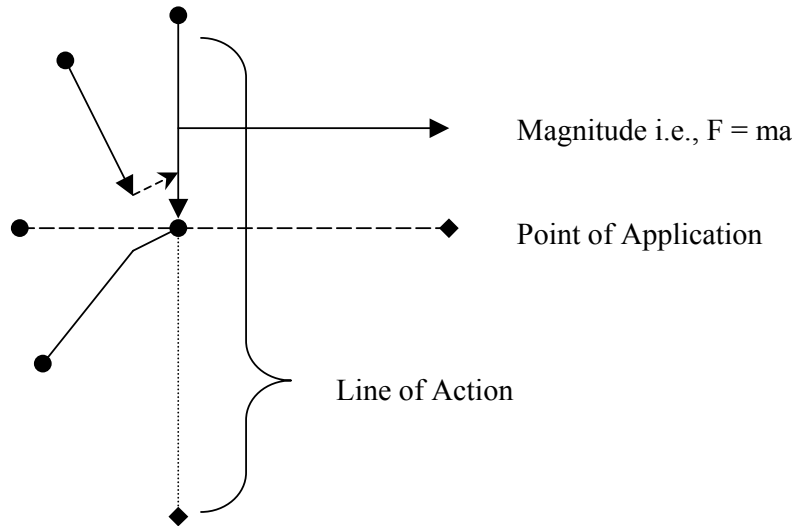 Magnitude i.e., F = ma
Point of Application
Line of Action